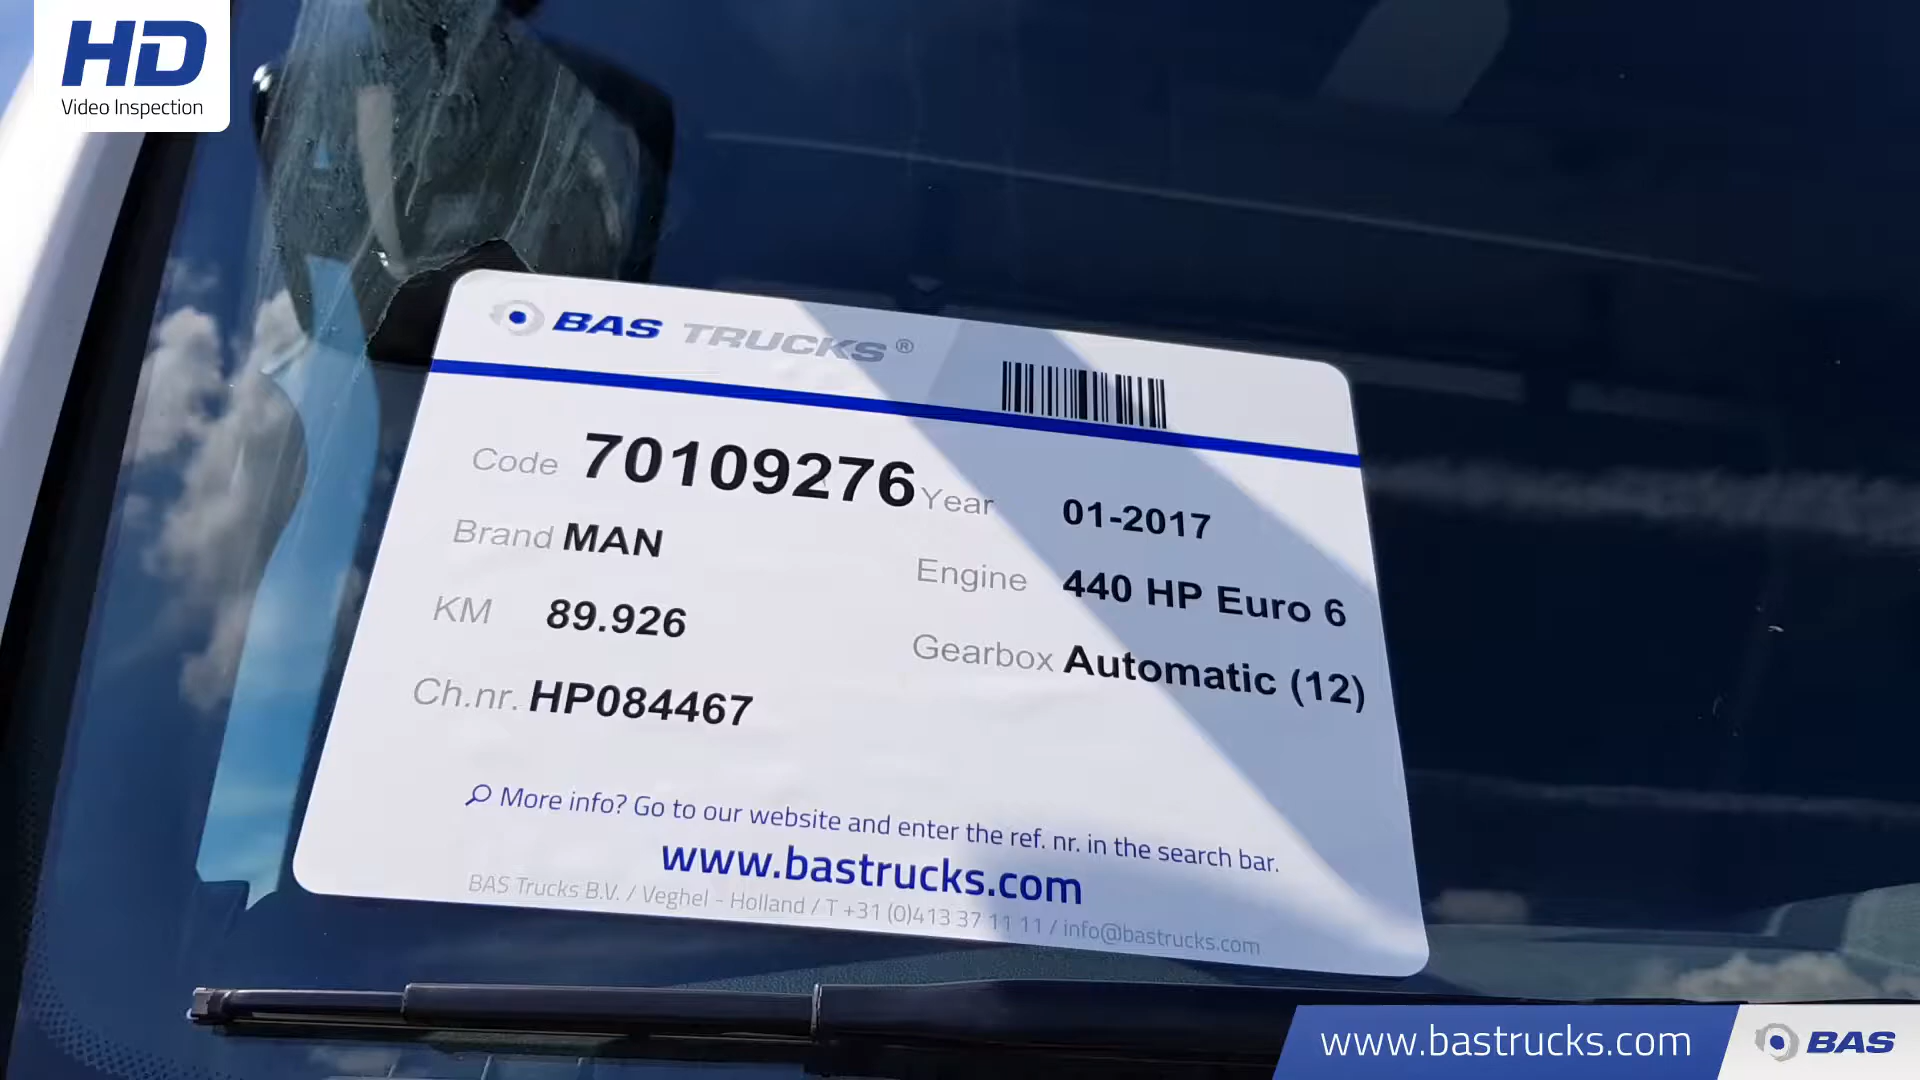 HD
Video Inspection
BAS TRUCKS®
Code 70109276
Year 01-2017
Brand MAN
Engine 440 HP Euro 6
KM 89.926
Gearbox Automatic (12)
Ch.nr. HP084467
More info? Go to our website and enter the ref. nr. in the search bar.
www.bastrucks.com
BAS Trucks B.V. / Veghel - Holland / T +31 (0)413 37 11 11 / info@bastrucks.com
www.bastrucks.com
BAS